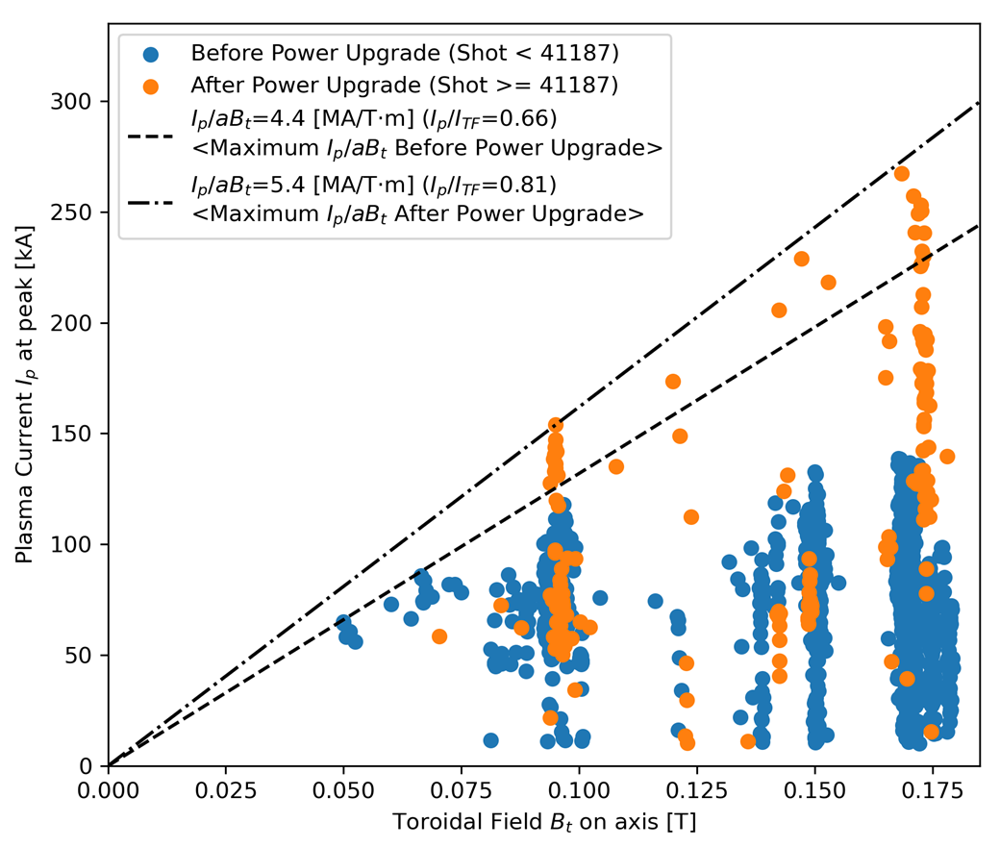 Before Power Upgrade (Shot < 41187)
After Power Upgrade (Shot >= 41187)
I_p/aB_t=4.4 [MA/T·m] (I_p/I_TF=0.66)
<Maximum I_p/aB_t Before Power Upgrade>
I_p/aB_t=5.4 [MA/T·m] (I_p/I_TF=0.81)
<Maximum I_p/aB_t After Power Upgrade>
Plasma Current I_p at peak [kA]
300
250
200
150
100
50
0
0.000 0.025 0.050 0.075 0.100 0.125 0.150 0.175
Toroidal Field B_t on axis [T]